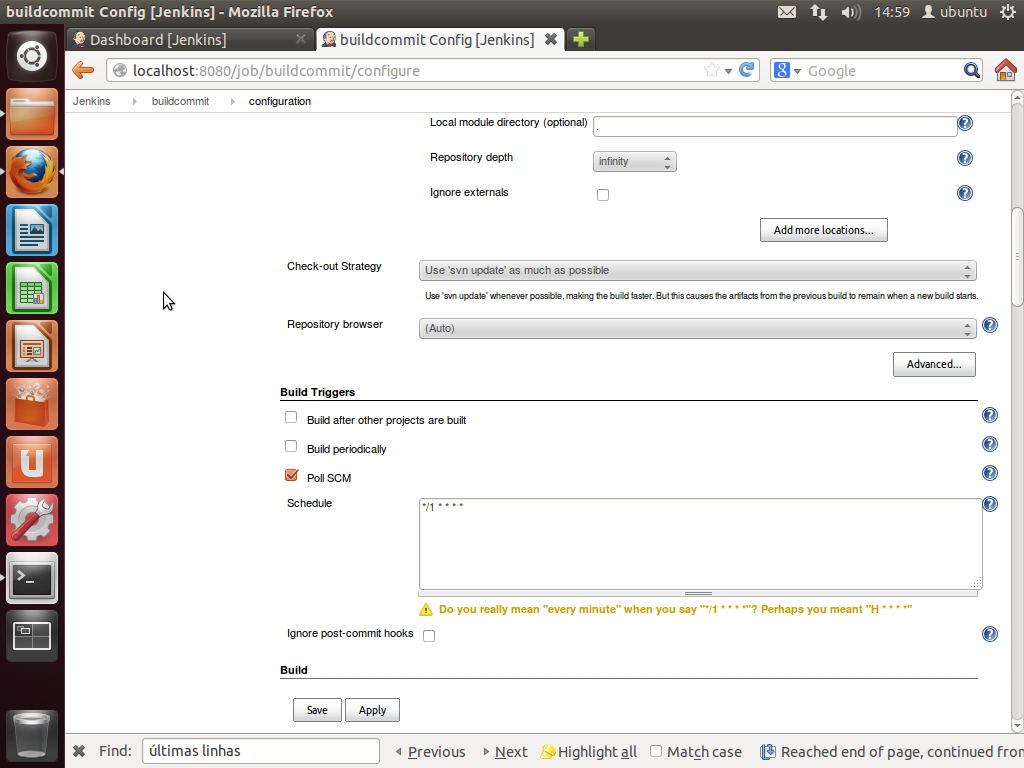 buildcommit Config [Jenkins] - Mozilla Firefox
14:59 ubuntu
Dashboard [Jenkins]
buildcommit Config [Jenkins]
localhost:8080/job/buildcommit/configure
Google
Jenkins buildcommit configuration
Local module directory (optional) .
Repository depth infinity
Ignore externals
Add more locations...
Check-out Strategy Use 'svn update' as much as possible
Use 'svn update' whenever possible, making the build faster. But this causes the artifacts from the previous build to remain when a new build starts.
Repository browser (Auto)
Advanced...
Build Triggers
Build after other projects are built
Build periodically
Poll SCM
Schedule */1 * * * *
Do you really mean "every minute" when you say "*/1 * * * *"? Perhaps you meant "H * * * *"
Ignore post-commit hooks
Build
Save Apply
Find: últimas linhas Previous Next Highlight all Match case Reached end of page, continued from